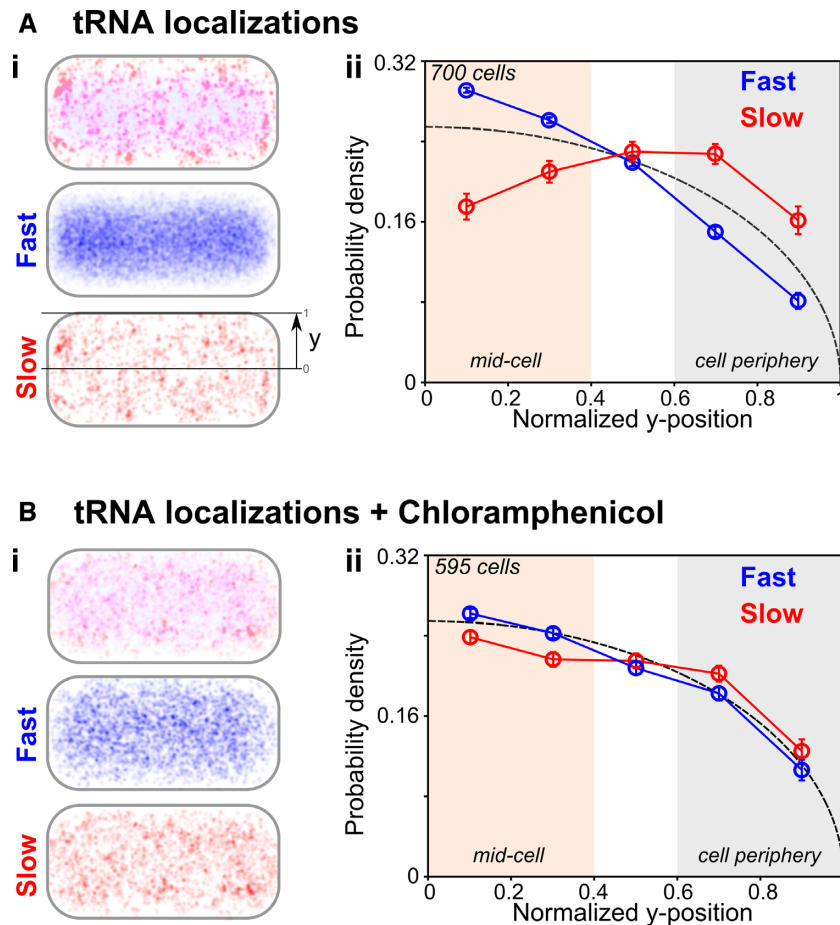 A tRNA localizations
i
Fast
Slow
1
y
0
ii
700 cells
Fast
Slow
Probability density
0.32
0.16
0
mid-cell
cell periphery
0 0.2 0.4 0.6 0.8 1
Normalized y-position
B tRNA localizations + Chloramphenicol
i
Fast
Slow
ii
595 cells
Fast
Slow
Probability density
0.32
0.16
0
mid-cell
cell periphery
0 0.2 0.4 0.6 0.8
Normalized y-position